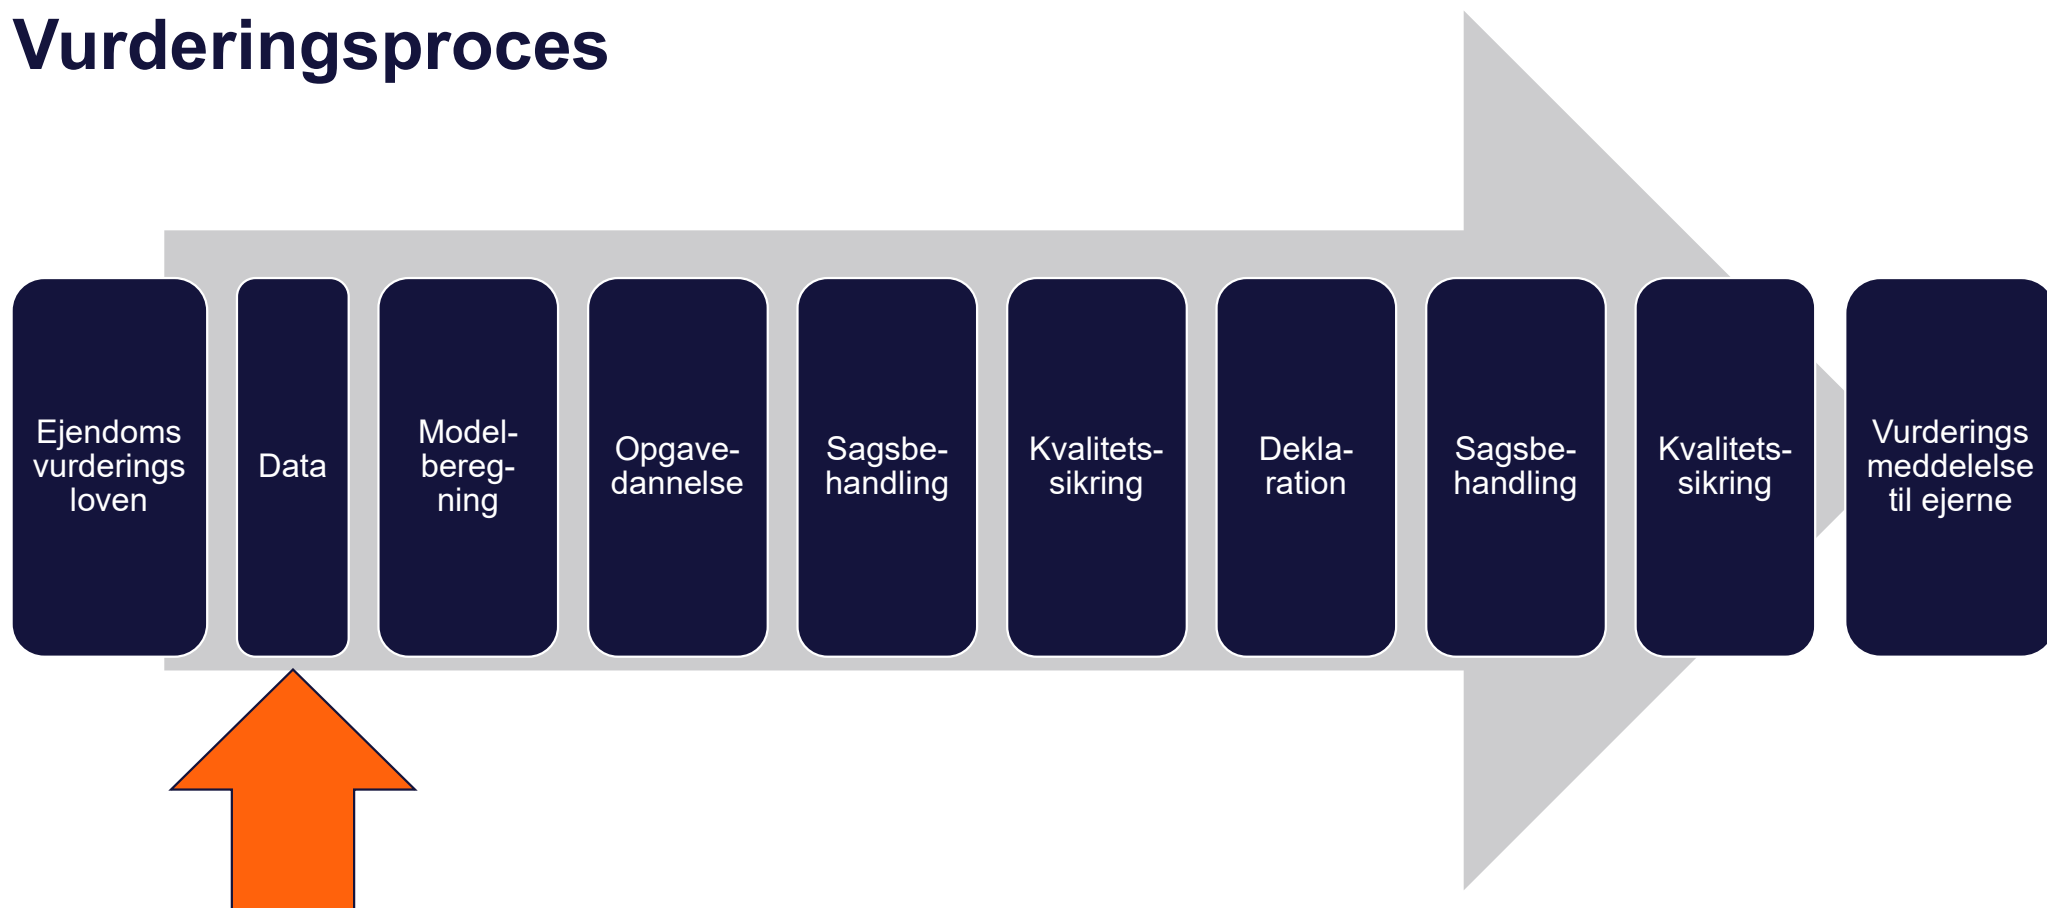 Vurderingsproces
Ejendoms
vurderings
loven
Data
Model-
bereg-
ning
Opgave-
dannelse
Sagsbe-
handling
Kvalitets-
sikring
Dekla-
ration
Sagsbe-
handling
Kvalitets-
sikring
Vurderings
meddelelse
til ejerne